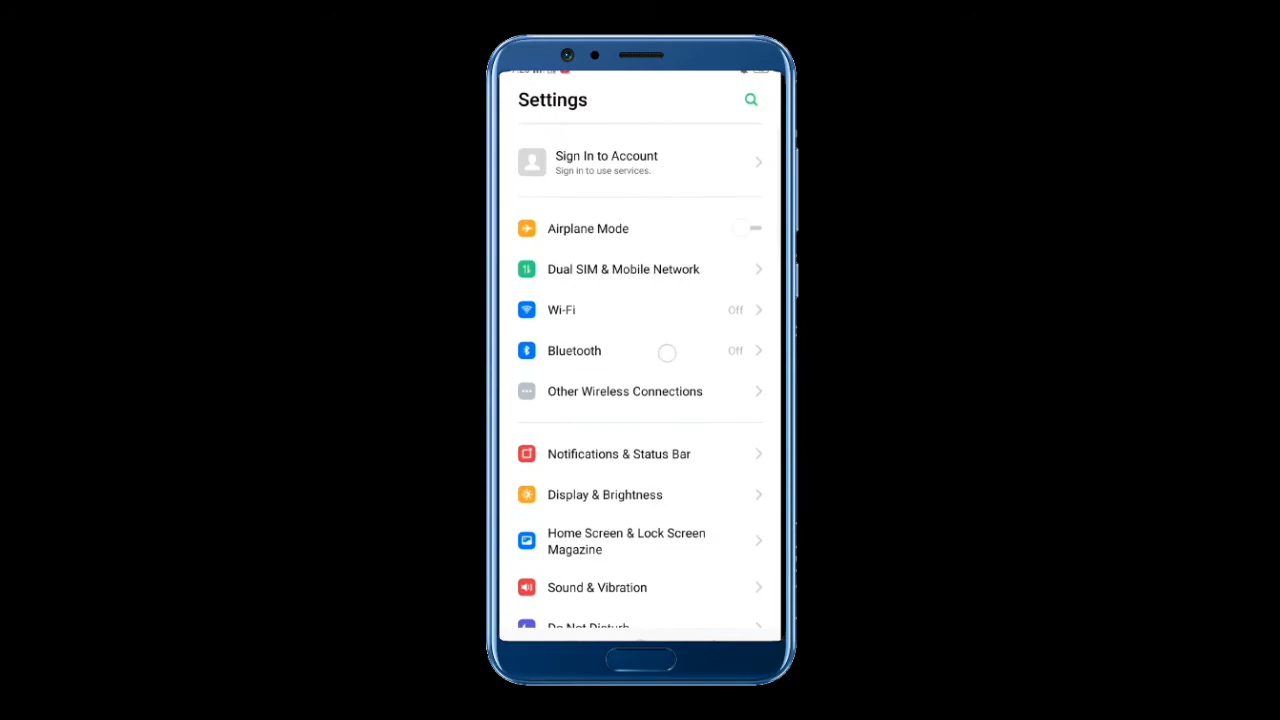 Settings
Sign In to Account
Sign in to use services.
Airplane Mode
Dual SIM & Mobile Network
Wi-Fi Off
Bluetooth Off
Other Wireless Connections
Notifications & Status Bar
Display & Brightness
Home Screen & Lock Screen
Magazine
Sound & Vibration
Do Not Disturb